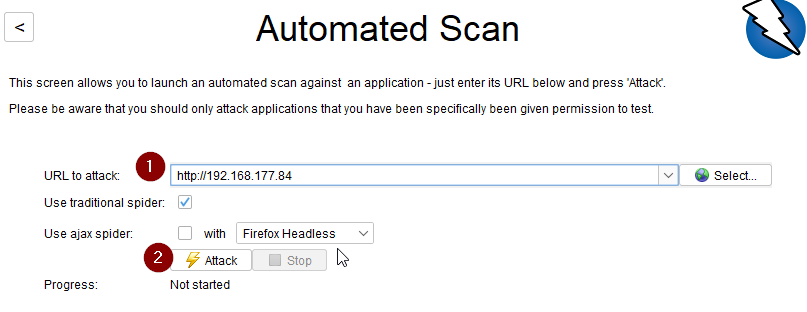 <
Automated Scan
This screen allows you to launch an automated scan against an application - just enter its URL below and press 'Attack'.
Please be aware that you should only attack applications that you have been specifically been given permission to test.
1
URL to attack: http://192.168.177.84 Select...
Use traditional spider:
Use ajax spider: with Firefox Headless
2
Attack Stop
Progress: Not started